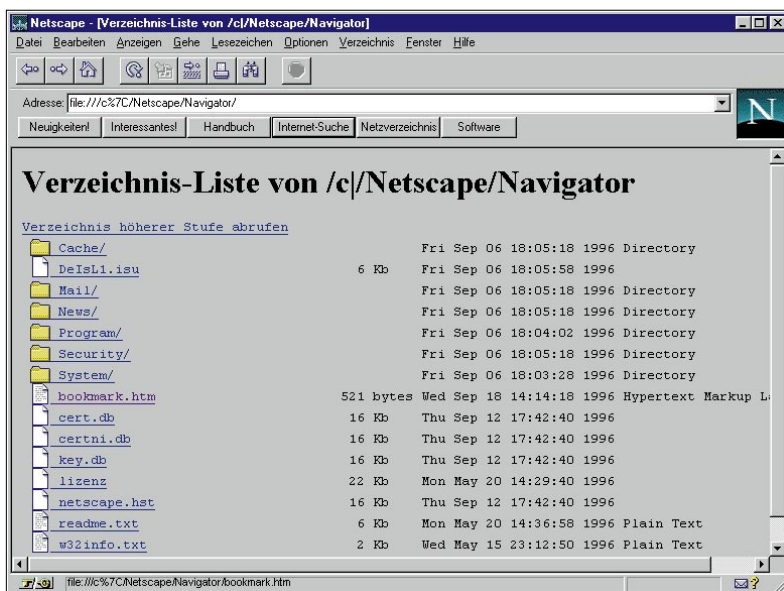 Netscape - [Verzeichnis-Liste von /c|/Netscape/Navigator]
Datei Bearbeiten Anzeigen Gehe Lesezeichen Optionen Verzeichnis Fenster Hilfe
Adresse: file:///c%7C/Netscape/Navigator/
N
Neuigkeiten! Interessantes! Handbuch Internet-Suche Netzverzeichnis Software
Verzeichnis-Liste von /c|/Netscape/Navigator
Verzeichnis höherer Stufe abrufen
Cache/ Fri Sep 06 18:05:18 1996 Directory
DeIsL1.isu 6 Kb Fri Sep 06 18:05:58 1996
Mail/ Fri Sep 06 18:05:18 1996 Directory
News/ Fri Sep 06 18:05:18 1996 Directory
Program/ Fri Sep 06 18:04:02 1996 Directory
Security/ Fri Sep 06 18:05:18 1996 Directory
System/ Fri Sep 06 18:03:28 1996 Directory
bookmark.htm 521 bytes Wed Sep 18 14:14:18 1996 Hypertext Markup La
cert.db 16 Kb Thu Sep 12 17:42:40 1996
certni.db 16 Kb Thu Sep 12 17:42:40 1996
key.db 16 Kb Thu Sep 12 17:42:40 1996
lizenz 22 Kb Mon May 20 14:29:40 1996
netscape.hst 16 Kb Thu Sep 12 17:42:40 1996
readme.txt 6 Kb Mon May 20 14:36:58 1996 Plain Text
w32info.txt 2 Kb Wed May 15 23:12:50 1996 Plain Text
file:///c%7C/Netscape/Navigator/bookmark.htm